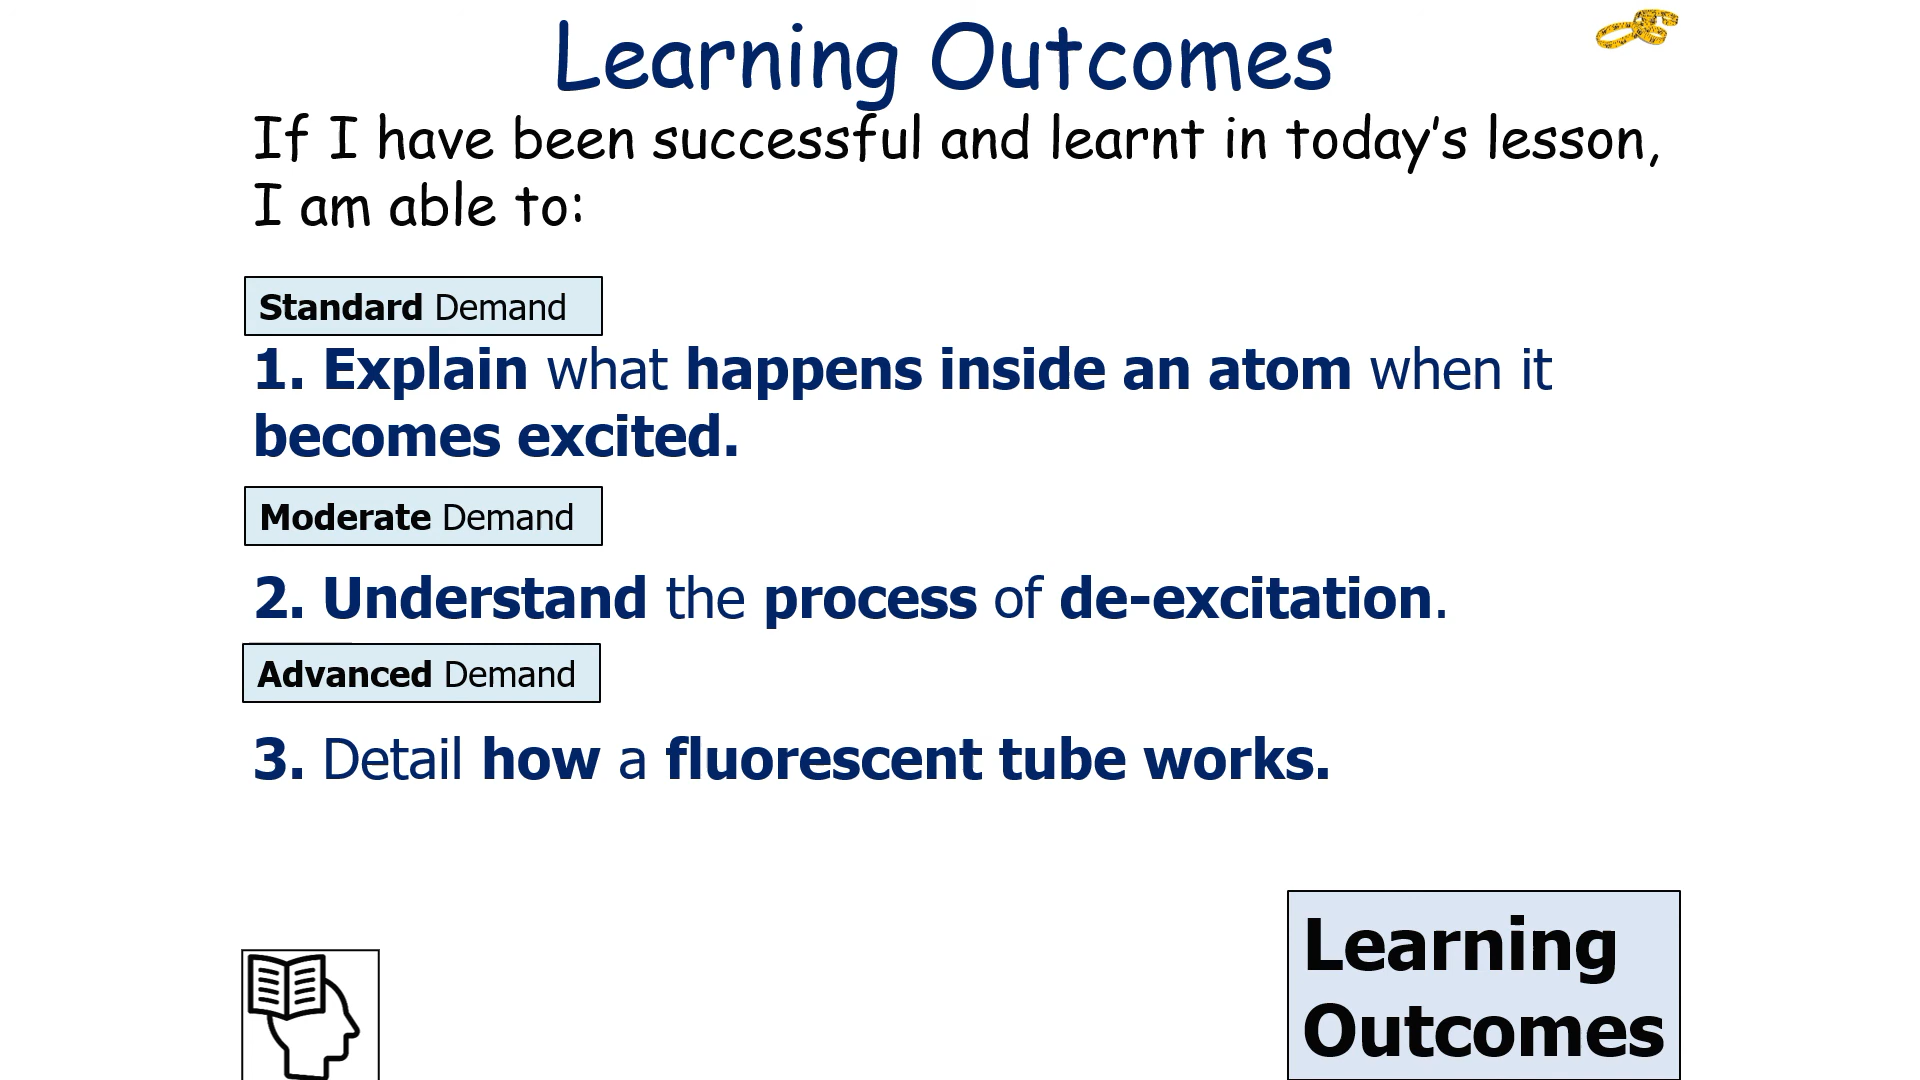 Learning Outcomes
If I have been successful and learnt in today’s lesson,
I am able to:
Standard Demand
1. Explain what happens inside an atom when it
becomes excited.
Moderate Demand
2. Understand the process of de-excitation.
Advanced Demand
3. Detail how a fluorescent tube works.
Learning
Outcomes